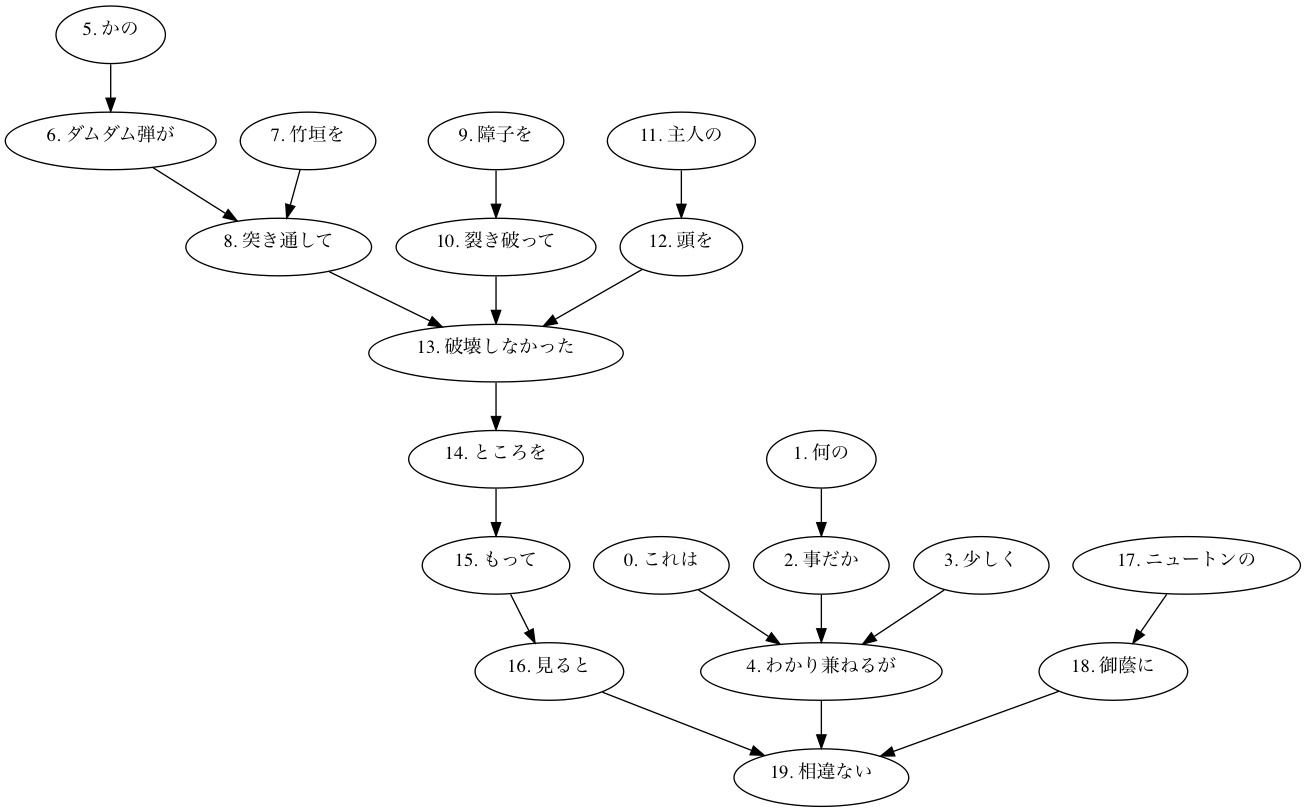 5. かの
6. ダムダム弾が
7. 竹垣を
9. 障子を
11. 主人の
8. 突き通して
10. 裂き破って
12. 頭を
13. 破壊しなかった
14. ところを
1. 何の
15. もって
0. これは
2. 事だか
3. 少しく
17. ニュートンの
16. 見ると
4. わかり兼ねるが
18. 御蔭に
19. 相違ない